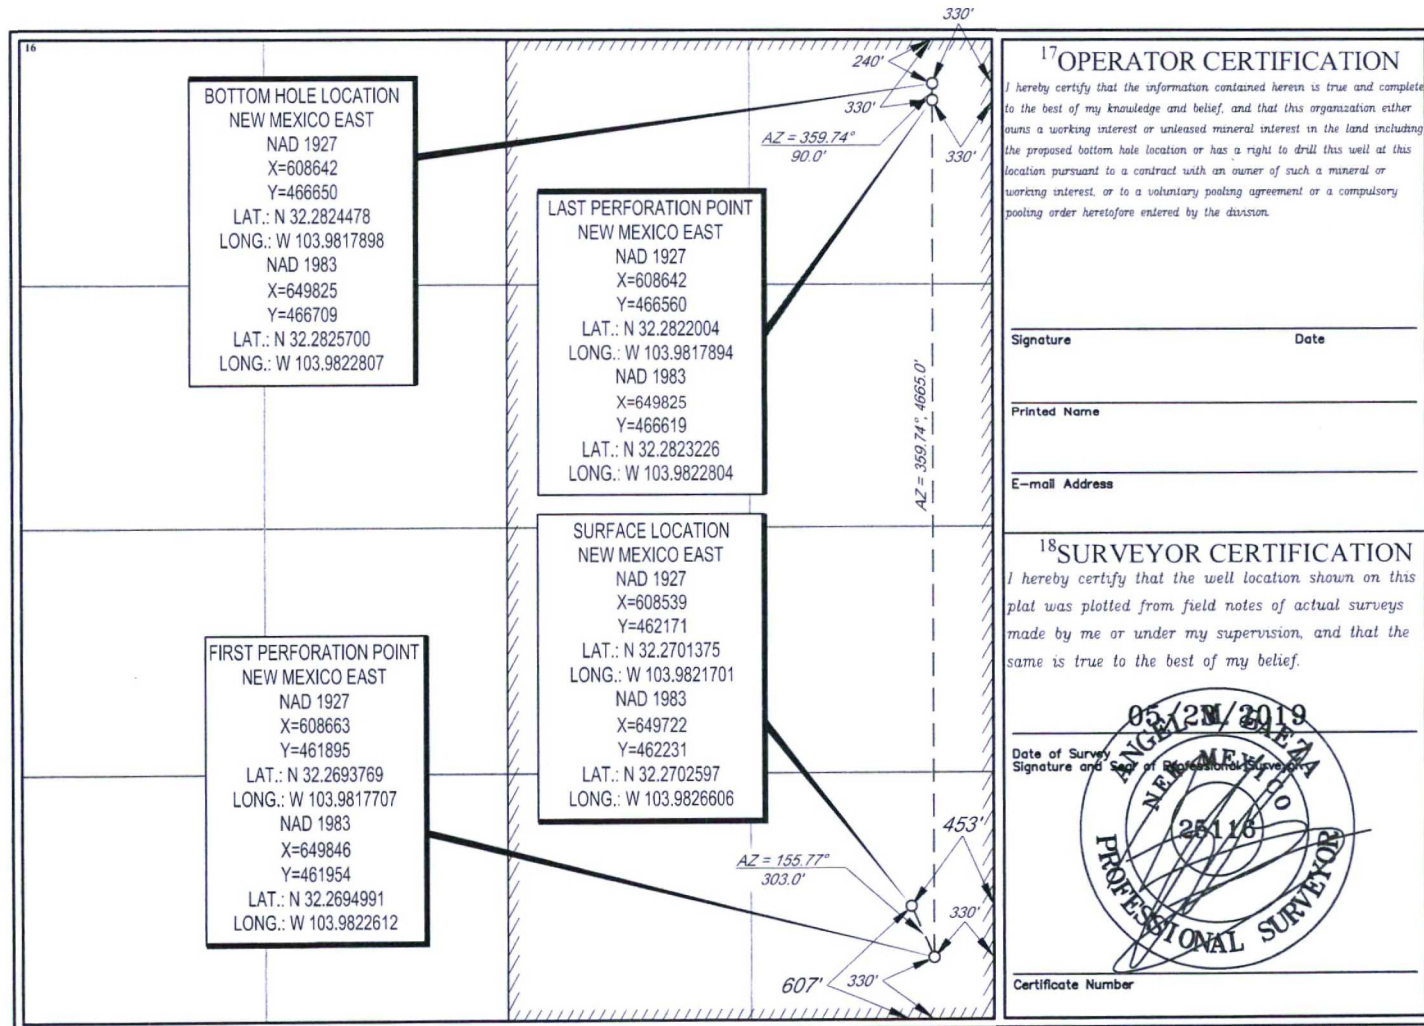 16
330'
240'
330'
AZ = 359.74°
90.0'
330'
BOTTOM HOLE LOCATION
NEW MEXICO EAST
NAD 1927
X=608642
Y=466650
LAT.: N 32.2824478
LONG.: W 103.9817898
NAD 1983
X=649825
Y=466709
LAT.: N 32.2825700
LONG.: W 103.9822807
LAST PERFORATION POINT
NEW MEXICO EAST
NAD 1927
X=608642
Y=466560
LAT.: N 32.2822004
LONG.: W 103.9817894
NAD 1983
X=649825
Y=466619
LAT.: N 32.2823226
LONG.: W 103.9822804
AZ = 359.74°, 4665.0'
SURFACE LOCATION
NEW MEXICO EAST
NAD 1927
X=608539
Y=462171
LAT.: N 32.2701375
LONG.: W 103.9821701
NAD 1983
X=649722
Y=462231
LAT.: N 32.2702597
LONG.: W 103.9826606
FIRST PERFORATION POINT
NEW MEXICO EAST
NAD 1927
X=608663
Y=461895
LAT.: N 32.2693769
LONG.: W 103.9817707
NAD 1983
X=649846
Y=461954
LAT.: N 32.2694991
LONG.: W 103.9822612
453'
AZ = 155.77°
303.0'
330'
607'
330'
17 OPERATOR CERTIFICATION
I hereby certify that the information contained herein is true and complete
to the best of my knowledge and belief, and that this organization either
owns a working interest or unleased mineral interest in the land including
the proposed bottom hole location or has a right to drill this well at this
location pursuant to a contract with an owner of such a mineral or
working interest, or to a voluntary pooling agreement or a compulsory
pooling order heretofore entered by the division.
Signature Date
Printed Name
E-mail Address
18 SURVEYOR CERTIFICATION
I hereby certify that the well location shown on this
plat was plotted from field notes of actual surveys
made by me or under my supervision, and that the
same is true to the best of my belief.
05/23/2019
Date of Survey
Signature and Seal of Professional Surveyor:
ANGEL M. BAEZA
NEW MEXICO
25116
PROFESSIONAL SURVEYOR
Certificate Number